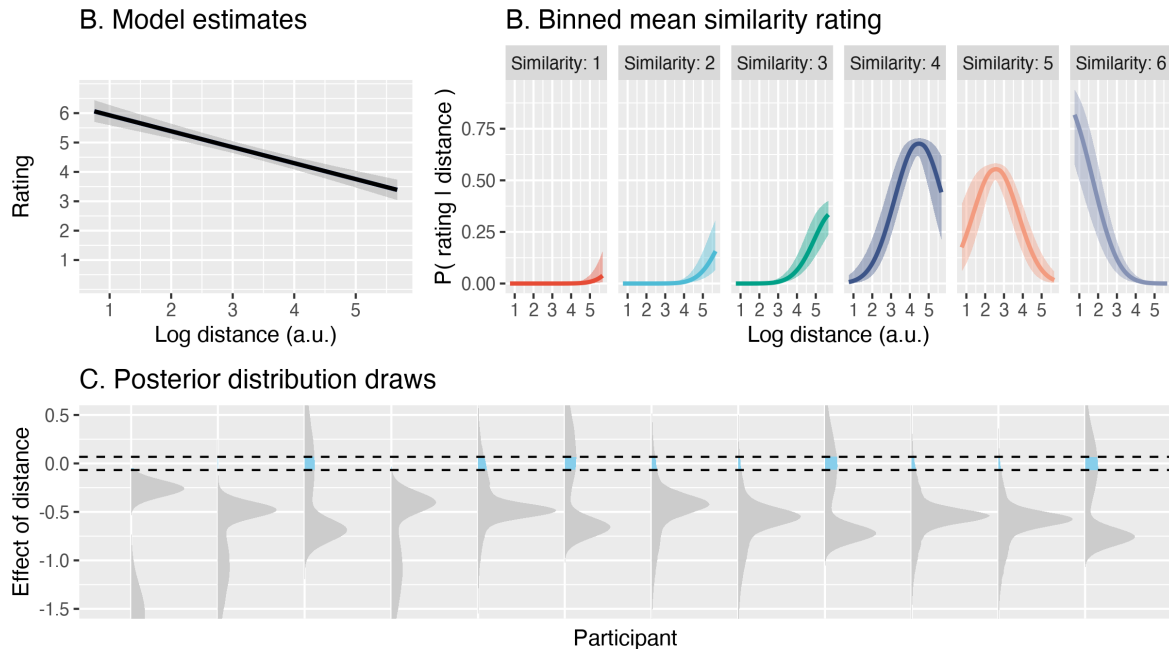 B. Model estimates
Rating
6
5
4
3
2
1
1 2 3 4 5
Log distance (a.u.)
B. Binned mean similarity rating
Similarity: 1 Similarity: 2 Similarity: 3 Similarity: 4 Similarity: 5 Similarity: 6
P( rating | distance )
0.75
0.50
0.25
0.00
1 2 3 4 5 1 2 3 4 5 1 2 3 4 5 1 2 3 4 5 1 2 3 4 5 1 2 3 4 5
Log distance (a.u.)
C. Posterior distribution draws
Effect of distance
0.5
0.0
-0.5
-1.0
-1.5
Participant